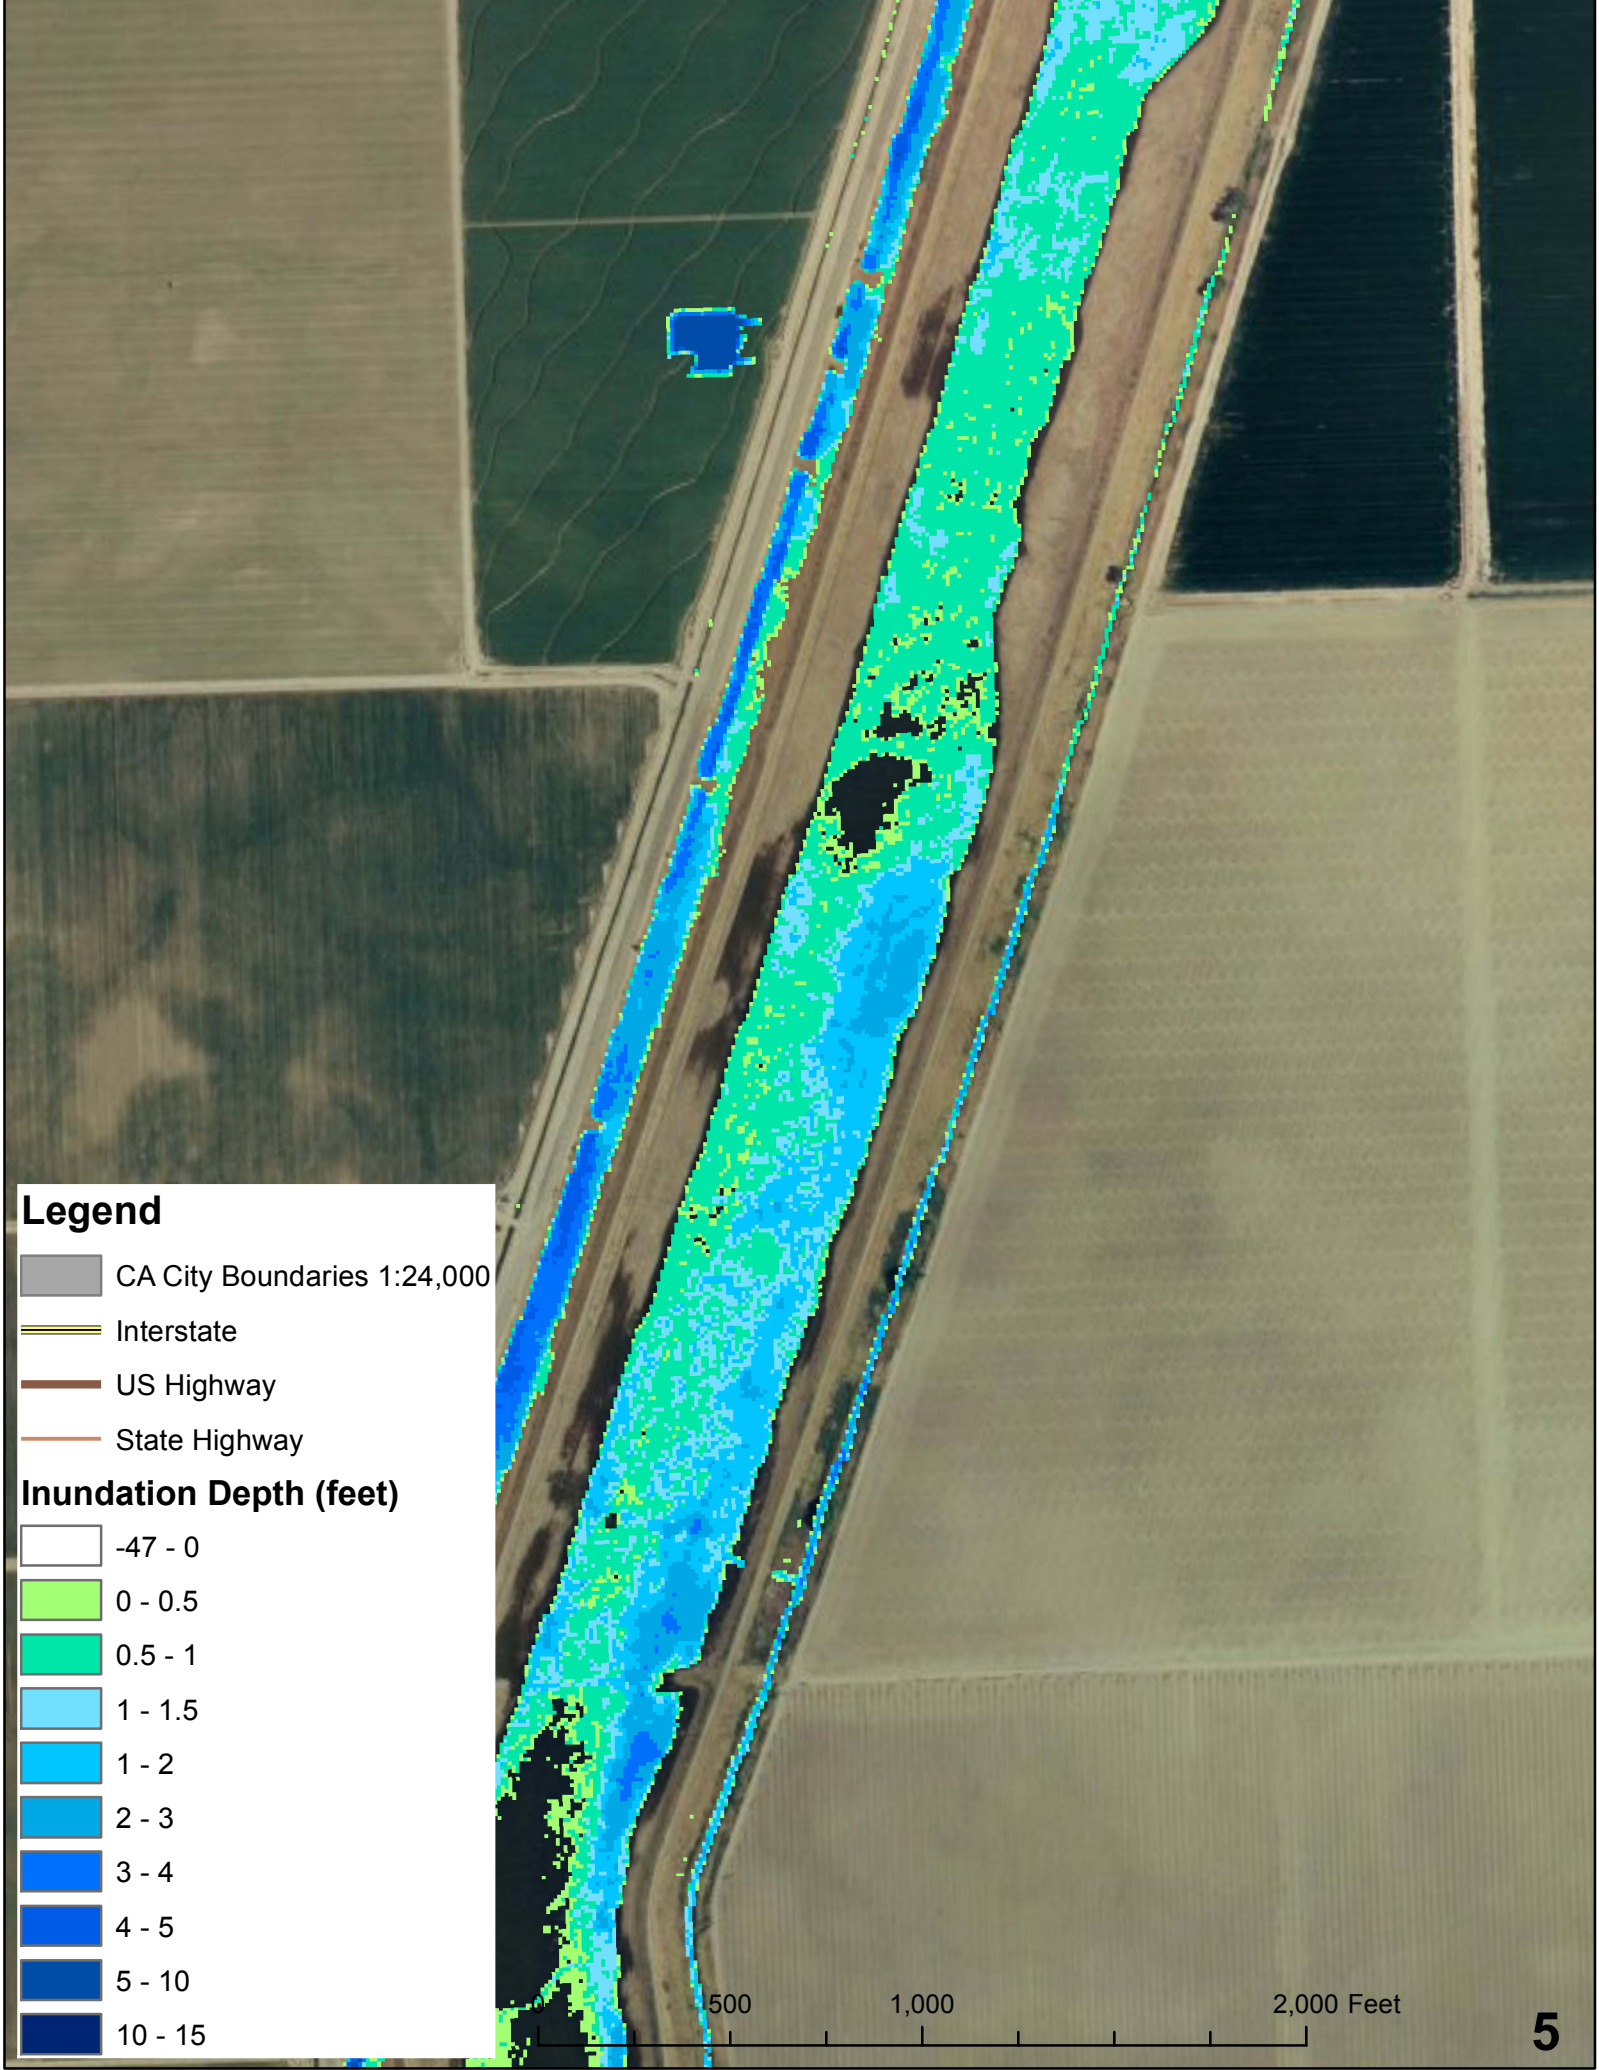 Legend
CA City Boundaries 1:24,000
Interstate
US Highway
State Highway
Inundation Depth (feet)
-47 - 0
0 - 0.5
0.5 - 1
1 - 1.5
1 - 2
2 - 3
3 - 4
4 - 5
5 - 10
10 - 15
0 500 1,000 2,000 Feet
5